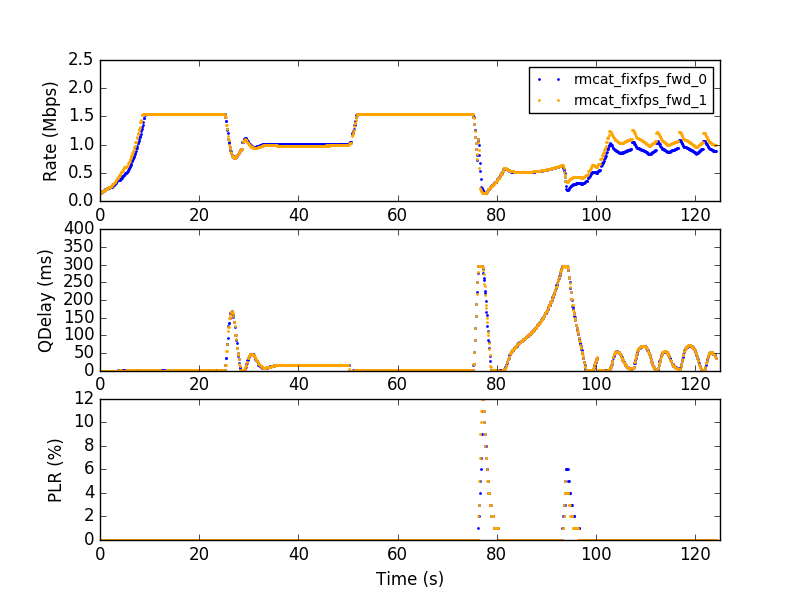 2.5
2.0
1.5
1.0
0.5
0.0
Rate (Mbps)
rmcat_fixfps_fwd_0
rmcat_fixfps_fwd_1
0 20 40 60 80 100 120
400
350
300
250
200
150
100
50
0
QDelay (ms)
0 20 40 60 80 100 120
12
10
8
6
4
2
0
PLR (%)
0 20 40 60 80 100 120
Time (s)